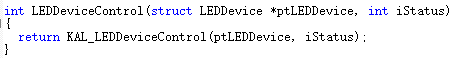 int LEDDeviceControl(struct LEDDevice *ptLEDDevice, int iStatus)
{
  return KAL_LEDDeviceControl(ptLEDDevice, iStatus);
}